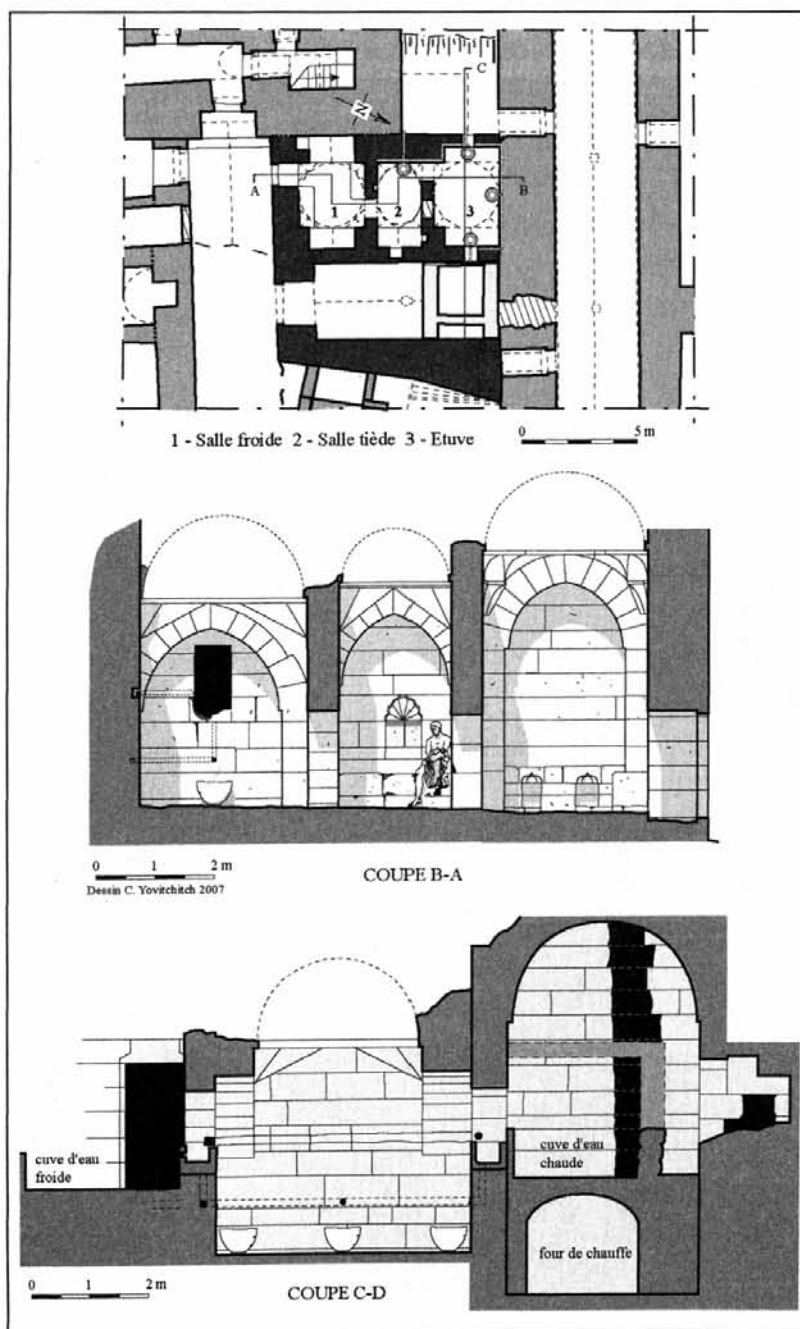 C
N
A
1
2
3
B
1 - Salle froide 2 - Salle tiède 3 - Etuve
0 5 m
0 1 2 m
Dessin C. Yovitchitch 2007
COUPE B-A
cuve d'eau
froide
cuve d'eau
chaude
four de chauffe
0 1 2 m
COUPE C-D